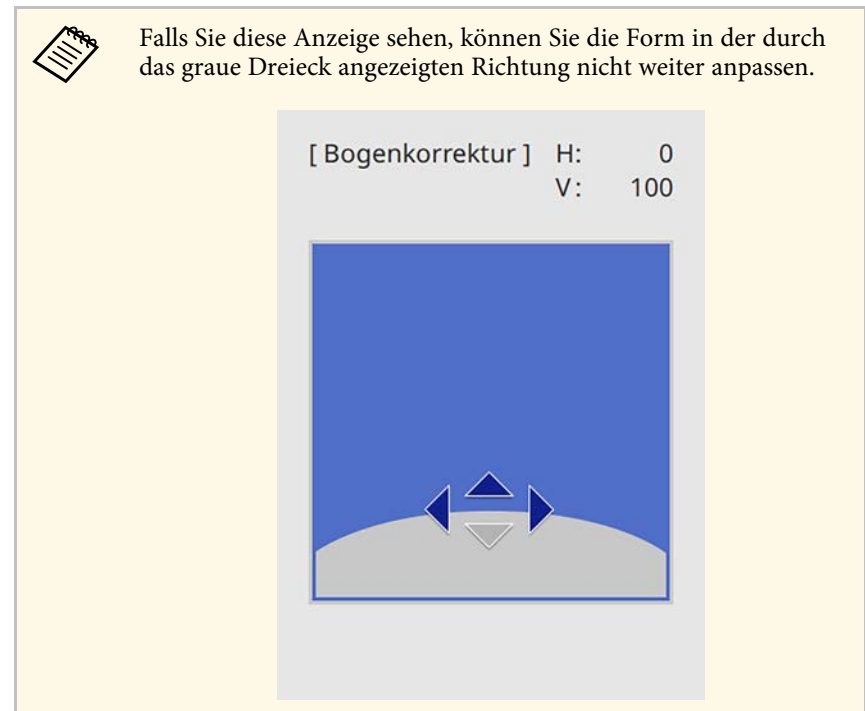 Falls Sie diese Anzeige sehen, können Sie die Form in der durch
das graue Dreieck angezeigten Richtung nicht weiter anpassen.
[ Bogenkorrektur ] H: 0
V: 100